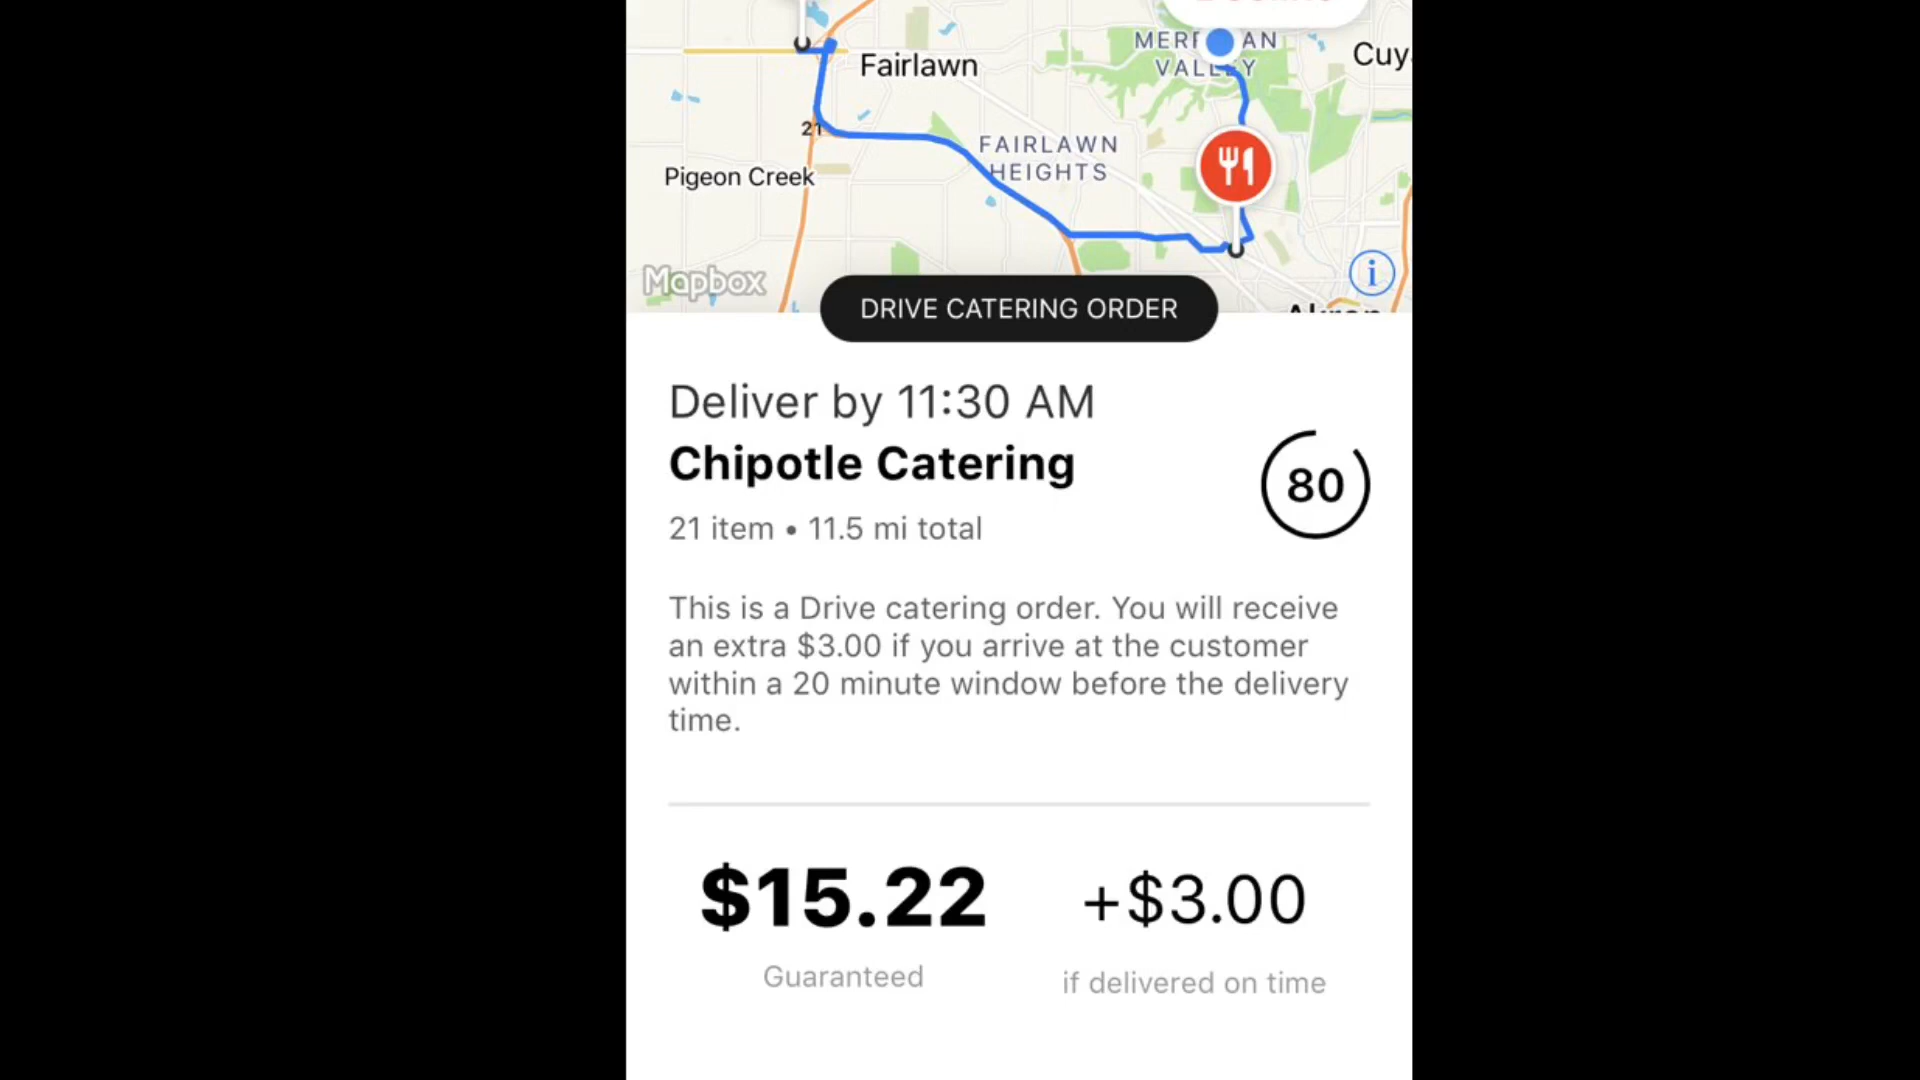 MERR AN
VALLEY
Fairlawn
21
FAIRLAWN
HEIGHTS
Pigeon Creek
Mapbox
i
DRIVE CATERING ORDER
Deliver by 11:30 AM
Chipotle Catering
80
21 item • 11.5 mi total
This is a Drive catering order. You will receive
an extra $3.00 if you arrive at the customer
within a 20 minute window before the delivery
time.
$15.22
+$3.00
Guaranteed
if delivered on time